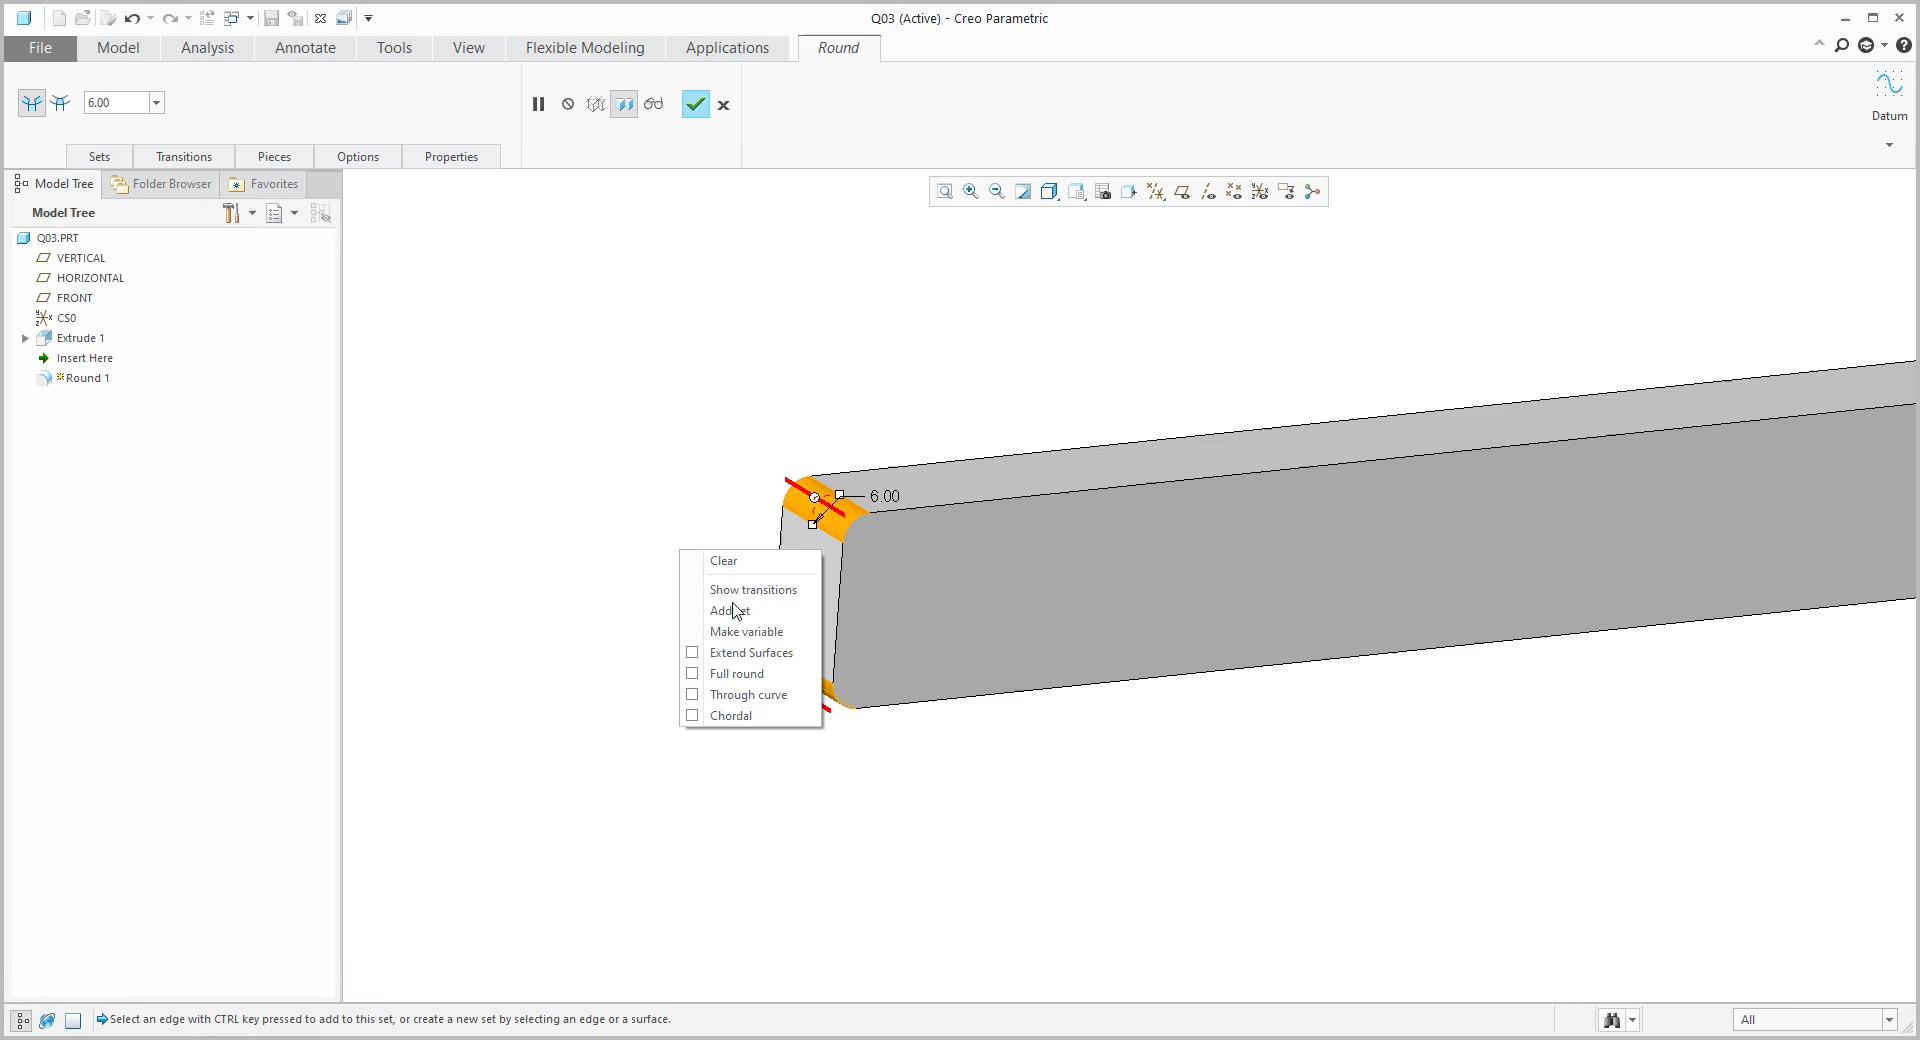 Q03 (Active) - Creo Parametric
File Model Analysis Annotate Tools View Flexible Modeling Applications Round
6.00
Datum
Sets Transitions Pieces Options Properties
Model Tree Folder Browser Favorites
Model Tree
Q03.PRT
VERTICAL
HORIZONTAL
FRONT
CS0
Extrude 1
Insert Here
Round 1
6.00
Clear
Show transitions
Make variable
Extend Surfaces
Full round
Through curve
Chordal
Select an edge with CTRL key pressed to add to this set, or create a new set by selecting an edge or a surface.
All